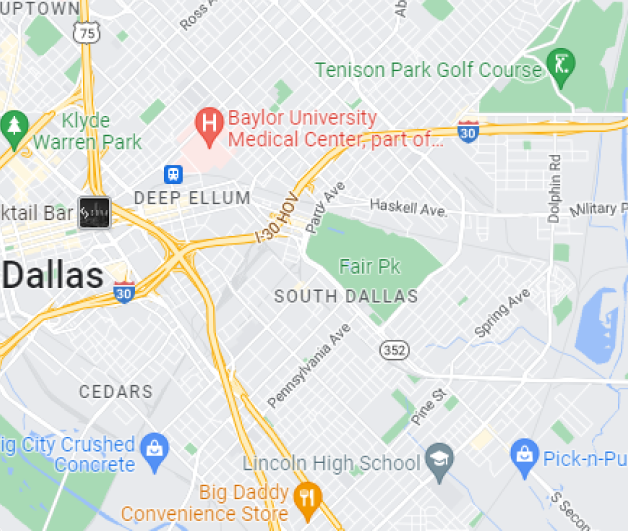 UPTOWN
75
Ross A
Ab
Tenison Park Golf Course
Klyde
Warren Park
Baylor University
Medical Center, part of...
30
DEEP ELLUM
ktail Bar
Parry Ave
Haskell Ave.
Dolphin Rd
Military P
I-30 HOV
Dallas
30
Fair Pk
SOUTH DALLAS
Spring Ave
352
Pennsylvania Ave
CEDARS
Pine St
ig City Crushed
Concrete
Lincoln High School
Pick-n-Pu
Big Daddy
Convenience Store
S Secon